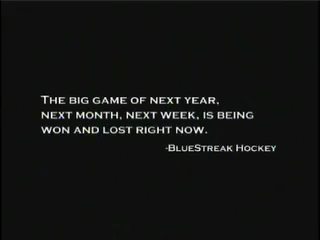 THE BIG GAME OF NEXT YEAR,
NEXT MONTH, NEXT WEEK, IS BEING
WON AND LOST RIGHT NOW.
-BLUESTREAK HOCKEY